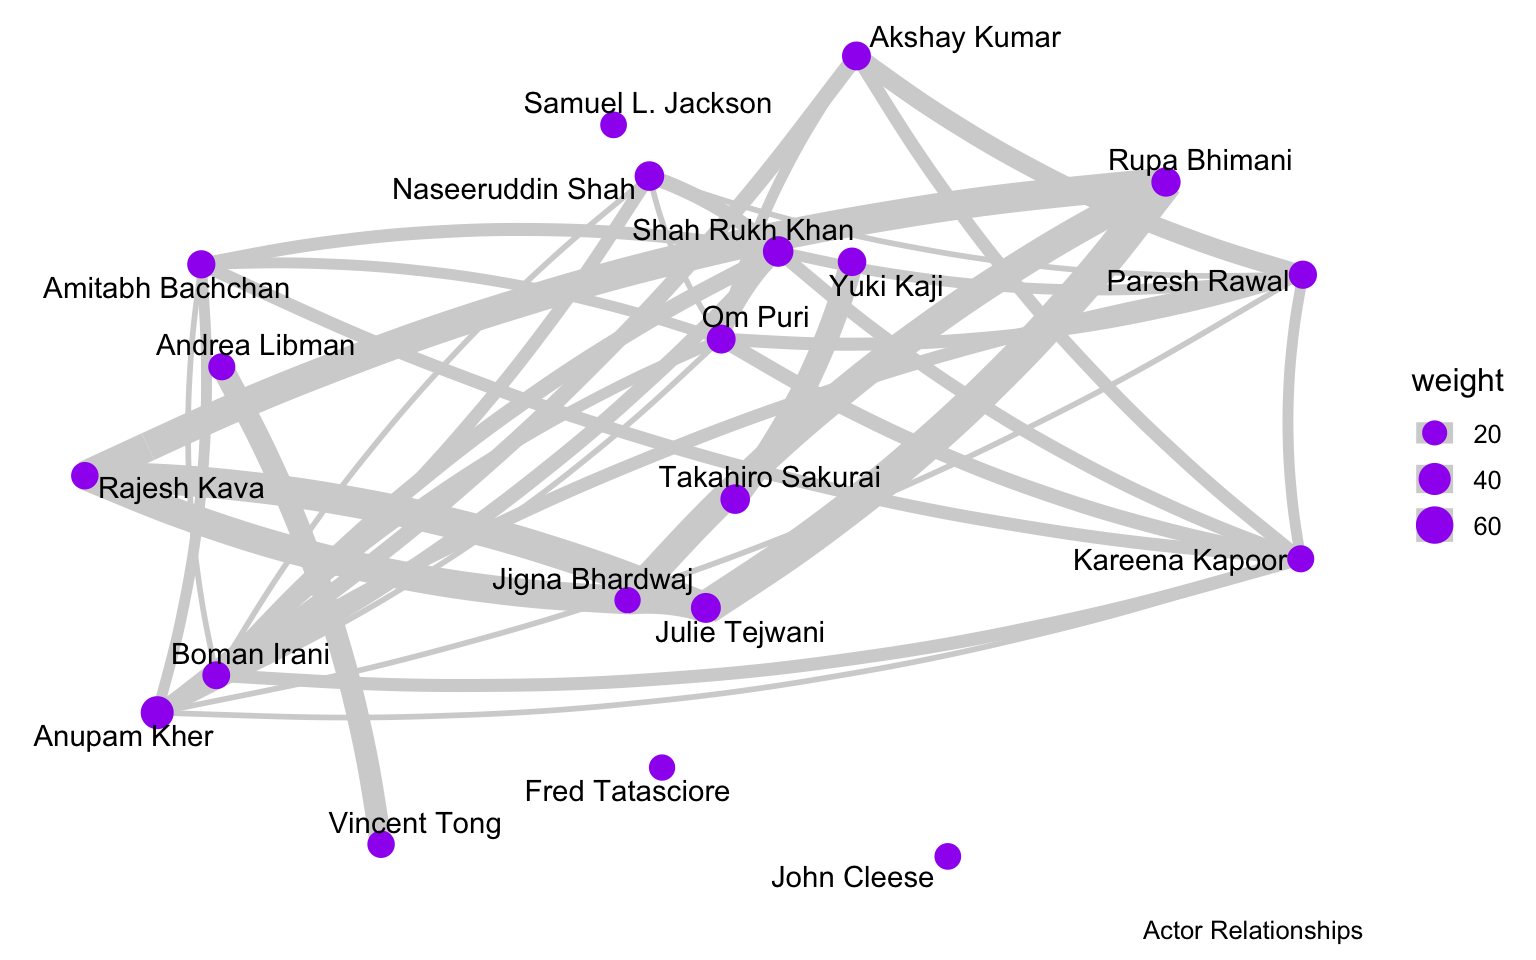 Akshay Kumar
Samuel L. Jackson
Rupa Bhimani
Naseeruddin Shah
Shah Rukh Khan
Paresh Rawal
Yuki Kaji
Amitabh Bachchan
Om Puri
Andrea Libman
weight
20
Takahiro Sakurai
40
Rajesh Kava
60
Kareena Kapoor
Jigna Bhardwaj
Julie Tejwani
Boman Irani
Anupam Kher
Fred Tatasciore
Vincent Tong
John Cleese
Actor Relationships